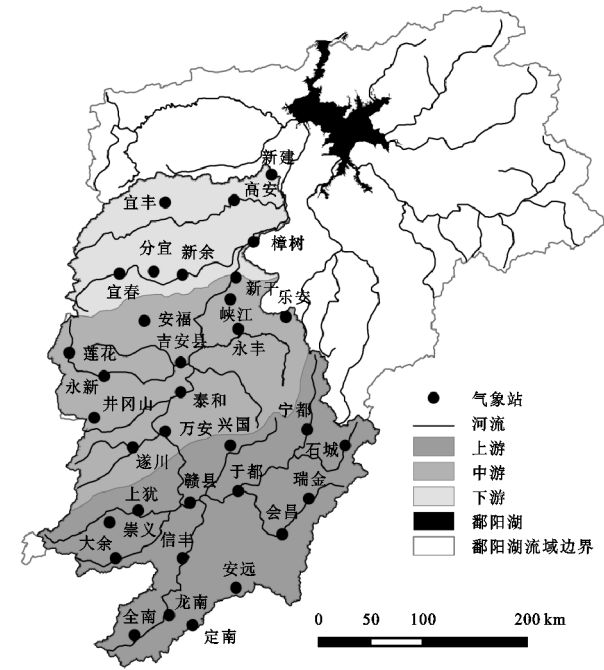 新建
高安
宜丰
樟树
分宜
新余
宜春
新干
乐安
峡江
安福
吉安县
永丰
莲花
永新
泰和
井冈山
宁都
万安
兴国
石城
遂川
赣县
于都
瑞金
上犹
会昌
崇义
大余
信丰
安远
龙南
全南
定南
气象站
河流
上游
中游
下游
鄱阳湖
鄱阳湖流域边界
0 50 100 200 km